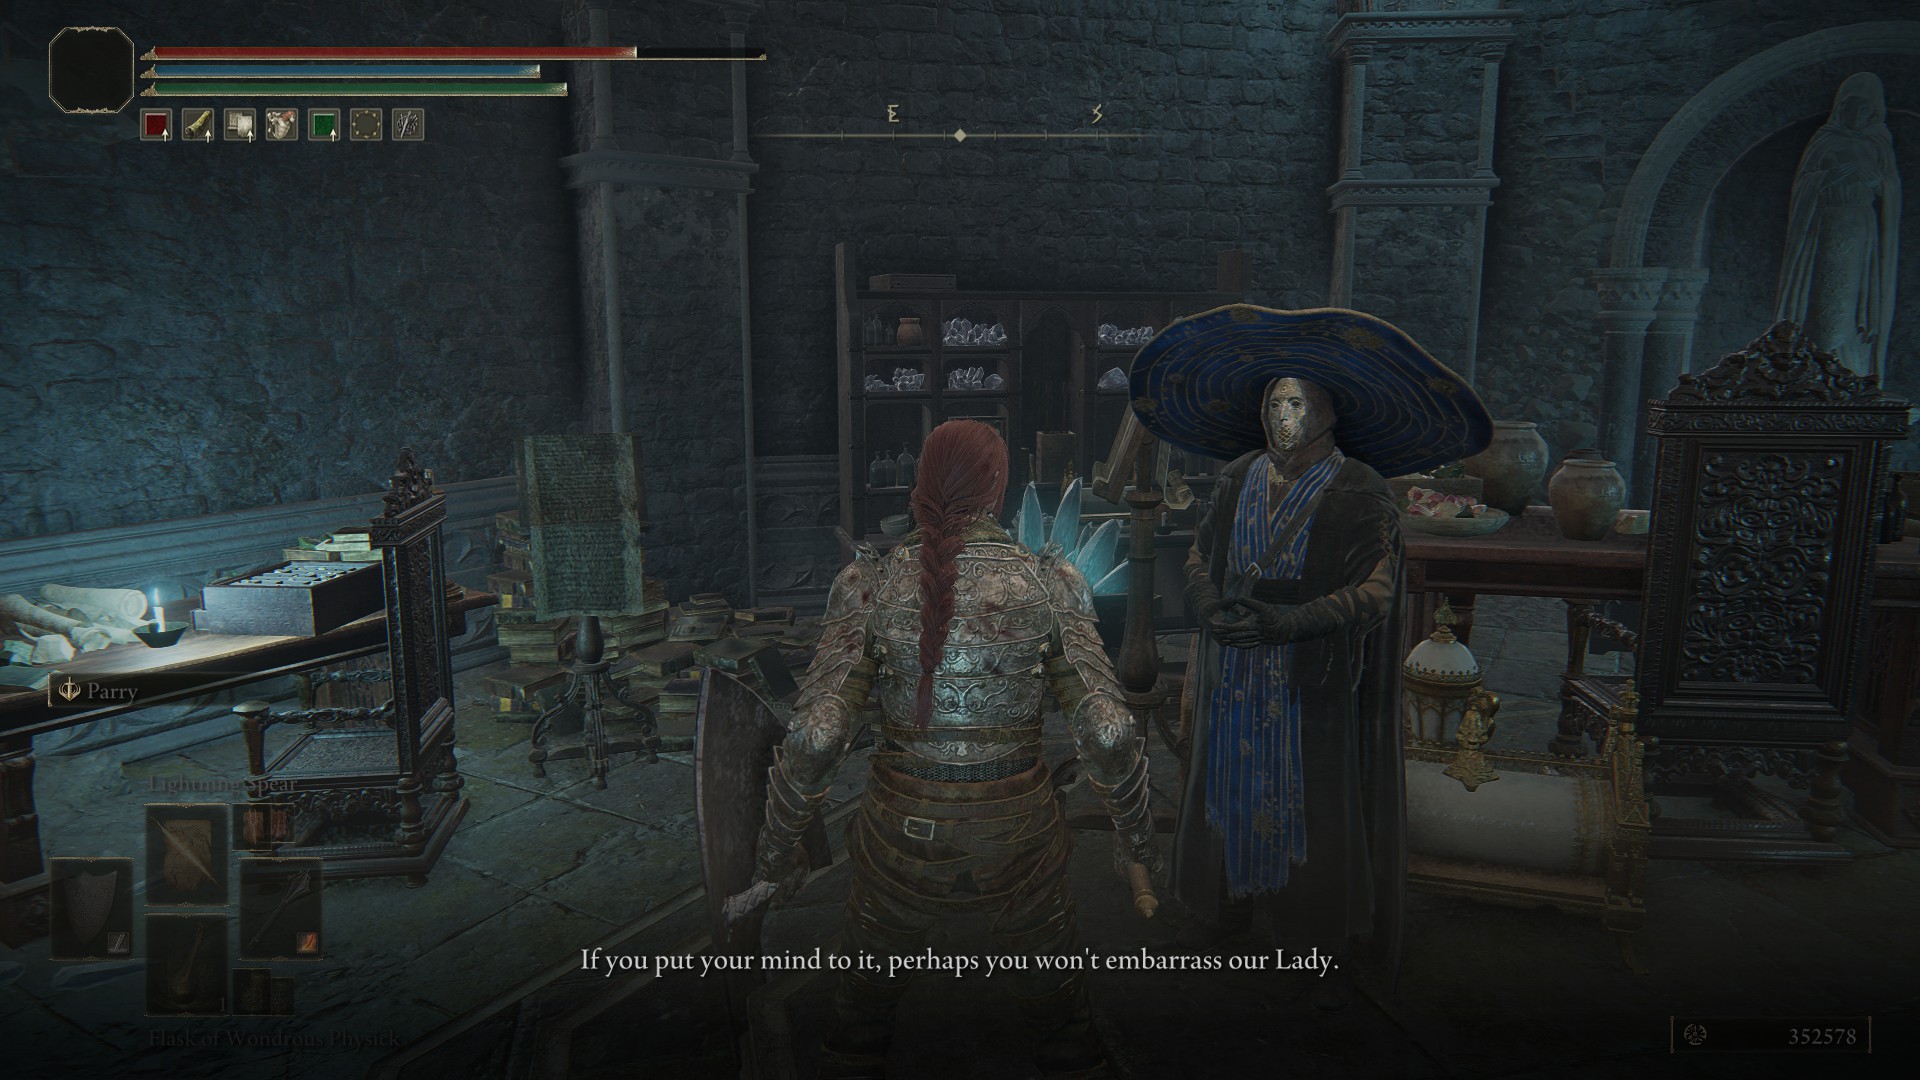 E S
Parry
Lightning Spear
1
Flask of Wondrous Physick
If you put your mind to it, perhaps you won't embarrass our Lady.
352578